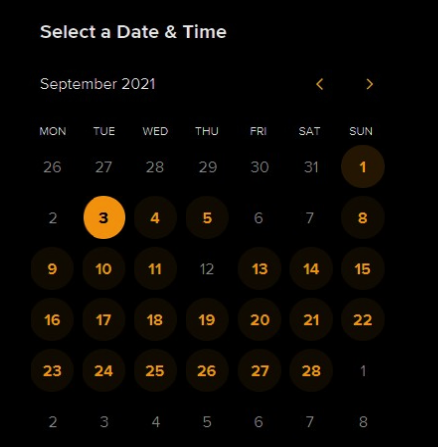 Select a Date & Time
September 2021
MON TUE WED THU FRI SAT SUN
26 27 28 29 30 31 1
2 3 4 5 6 7 8
9 10 11 12 13 14 15
16 17 18 19 20 21 22
23 24 25 26 27 28 1
2 3 4 5 6 7 8